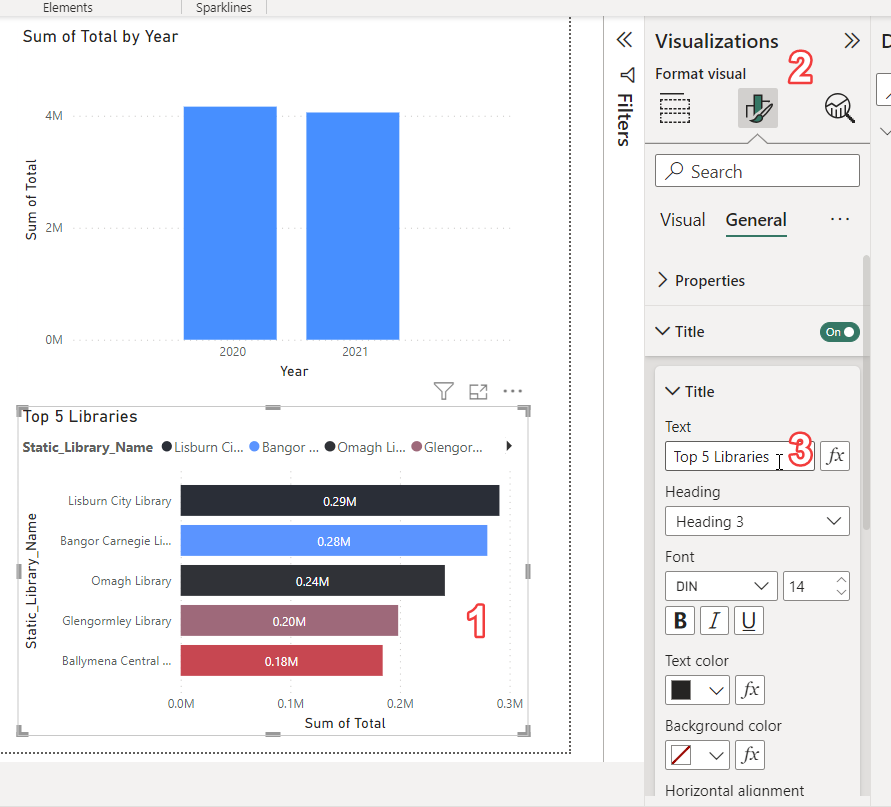 Elements
Sparklines
Sum of Total by Year
4M
2M
0M
Sum of Total
2020
2021
Year
Top 5 Libraries
Static_Library_Name
Lisburn Ci...
Bangor ...
Omagh Li...
Glengor...
Static_Library_Name
Lisburn City Library
0.29M
Bangor Carnegie Li...
0.28M
Omagh Library
0.24M
Glengormley Library
0.20M
Ballymena Central ...
0.18M
0.0M
0.1M
0.2M
0.3M
Sum of Total
1
Filters
Visualizations
2
Format visual
Search
Visual
General
...
Properties
Title
On
Title
Text
Top 5 Libraries
3
fx
Heading
Heading 3
Font
DIN
14
B
I
U
Text color
fx
Background color
fx
Horizontal alignment